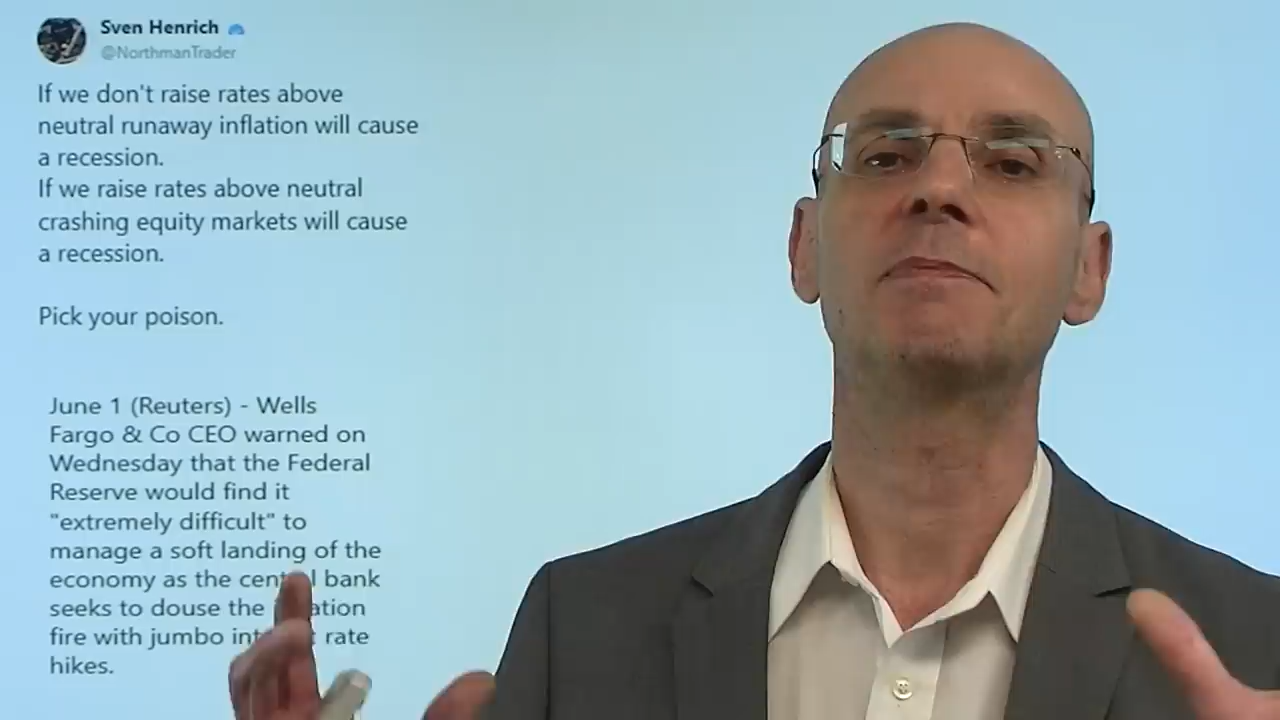 Sven Henrich
@NorthmanTrader
If we don't raise rates above
neutral runaway inflation will cause
a recession.
If we raise rates above neutral
crashing equity markets will cause
a recession.
Pick your poison.
June 1 (Reuters) - Wells
Fargo & Co CEO warned on
Wednesday that the Federal
Reserve would find it
"extremely difficult" to
manage a soft landing of the
economy as the central bank
seeks to douse the inflation
fire with jumbo interest rate
hikes.